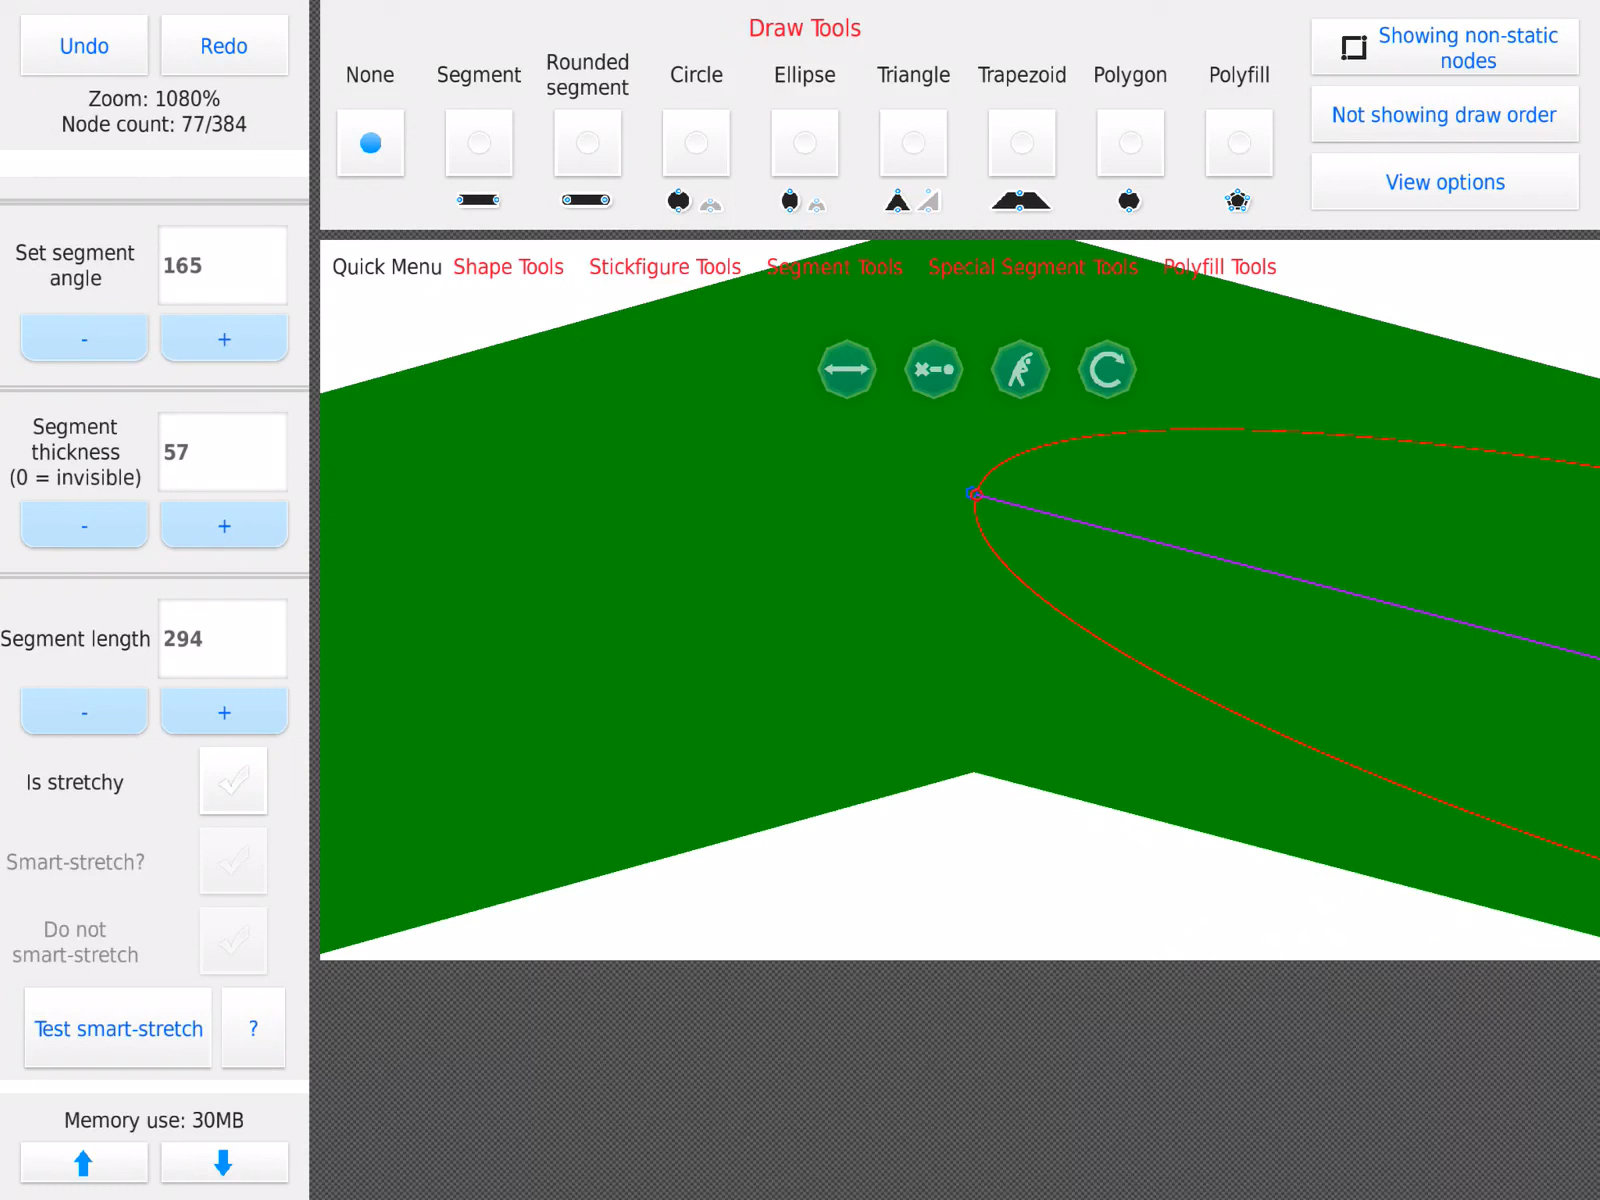 Undo
Redo
Zoom: 1080%
Node count: 77/384
Set segment
angle
165
-
+
Segment
thickness
(0 = invisible)
57
-
+
Segment length
294
-
+
Is stretchy
Smart-stretch?
Do not
smart-stretch
Test smart-stretch
?
Memory use: 30MB
Draw Tools
None
Segment
Rounded
segment
Circle
Ellipse
Triangle
Trapezoid
Polygon
Polyfill
Showing non-static
nodes
Not showing draw order
View options
Quick Menu
Shape Tools
Stickfigure Tools
Segment Tools
Special Segment Tools
Polyfill Tools